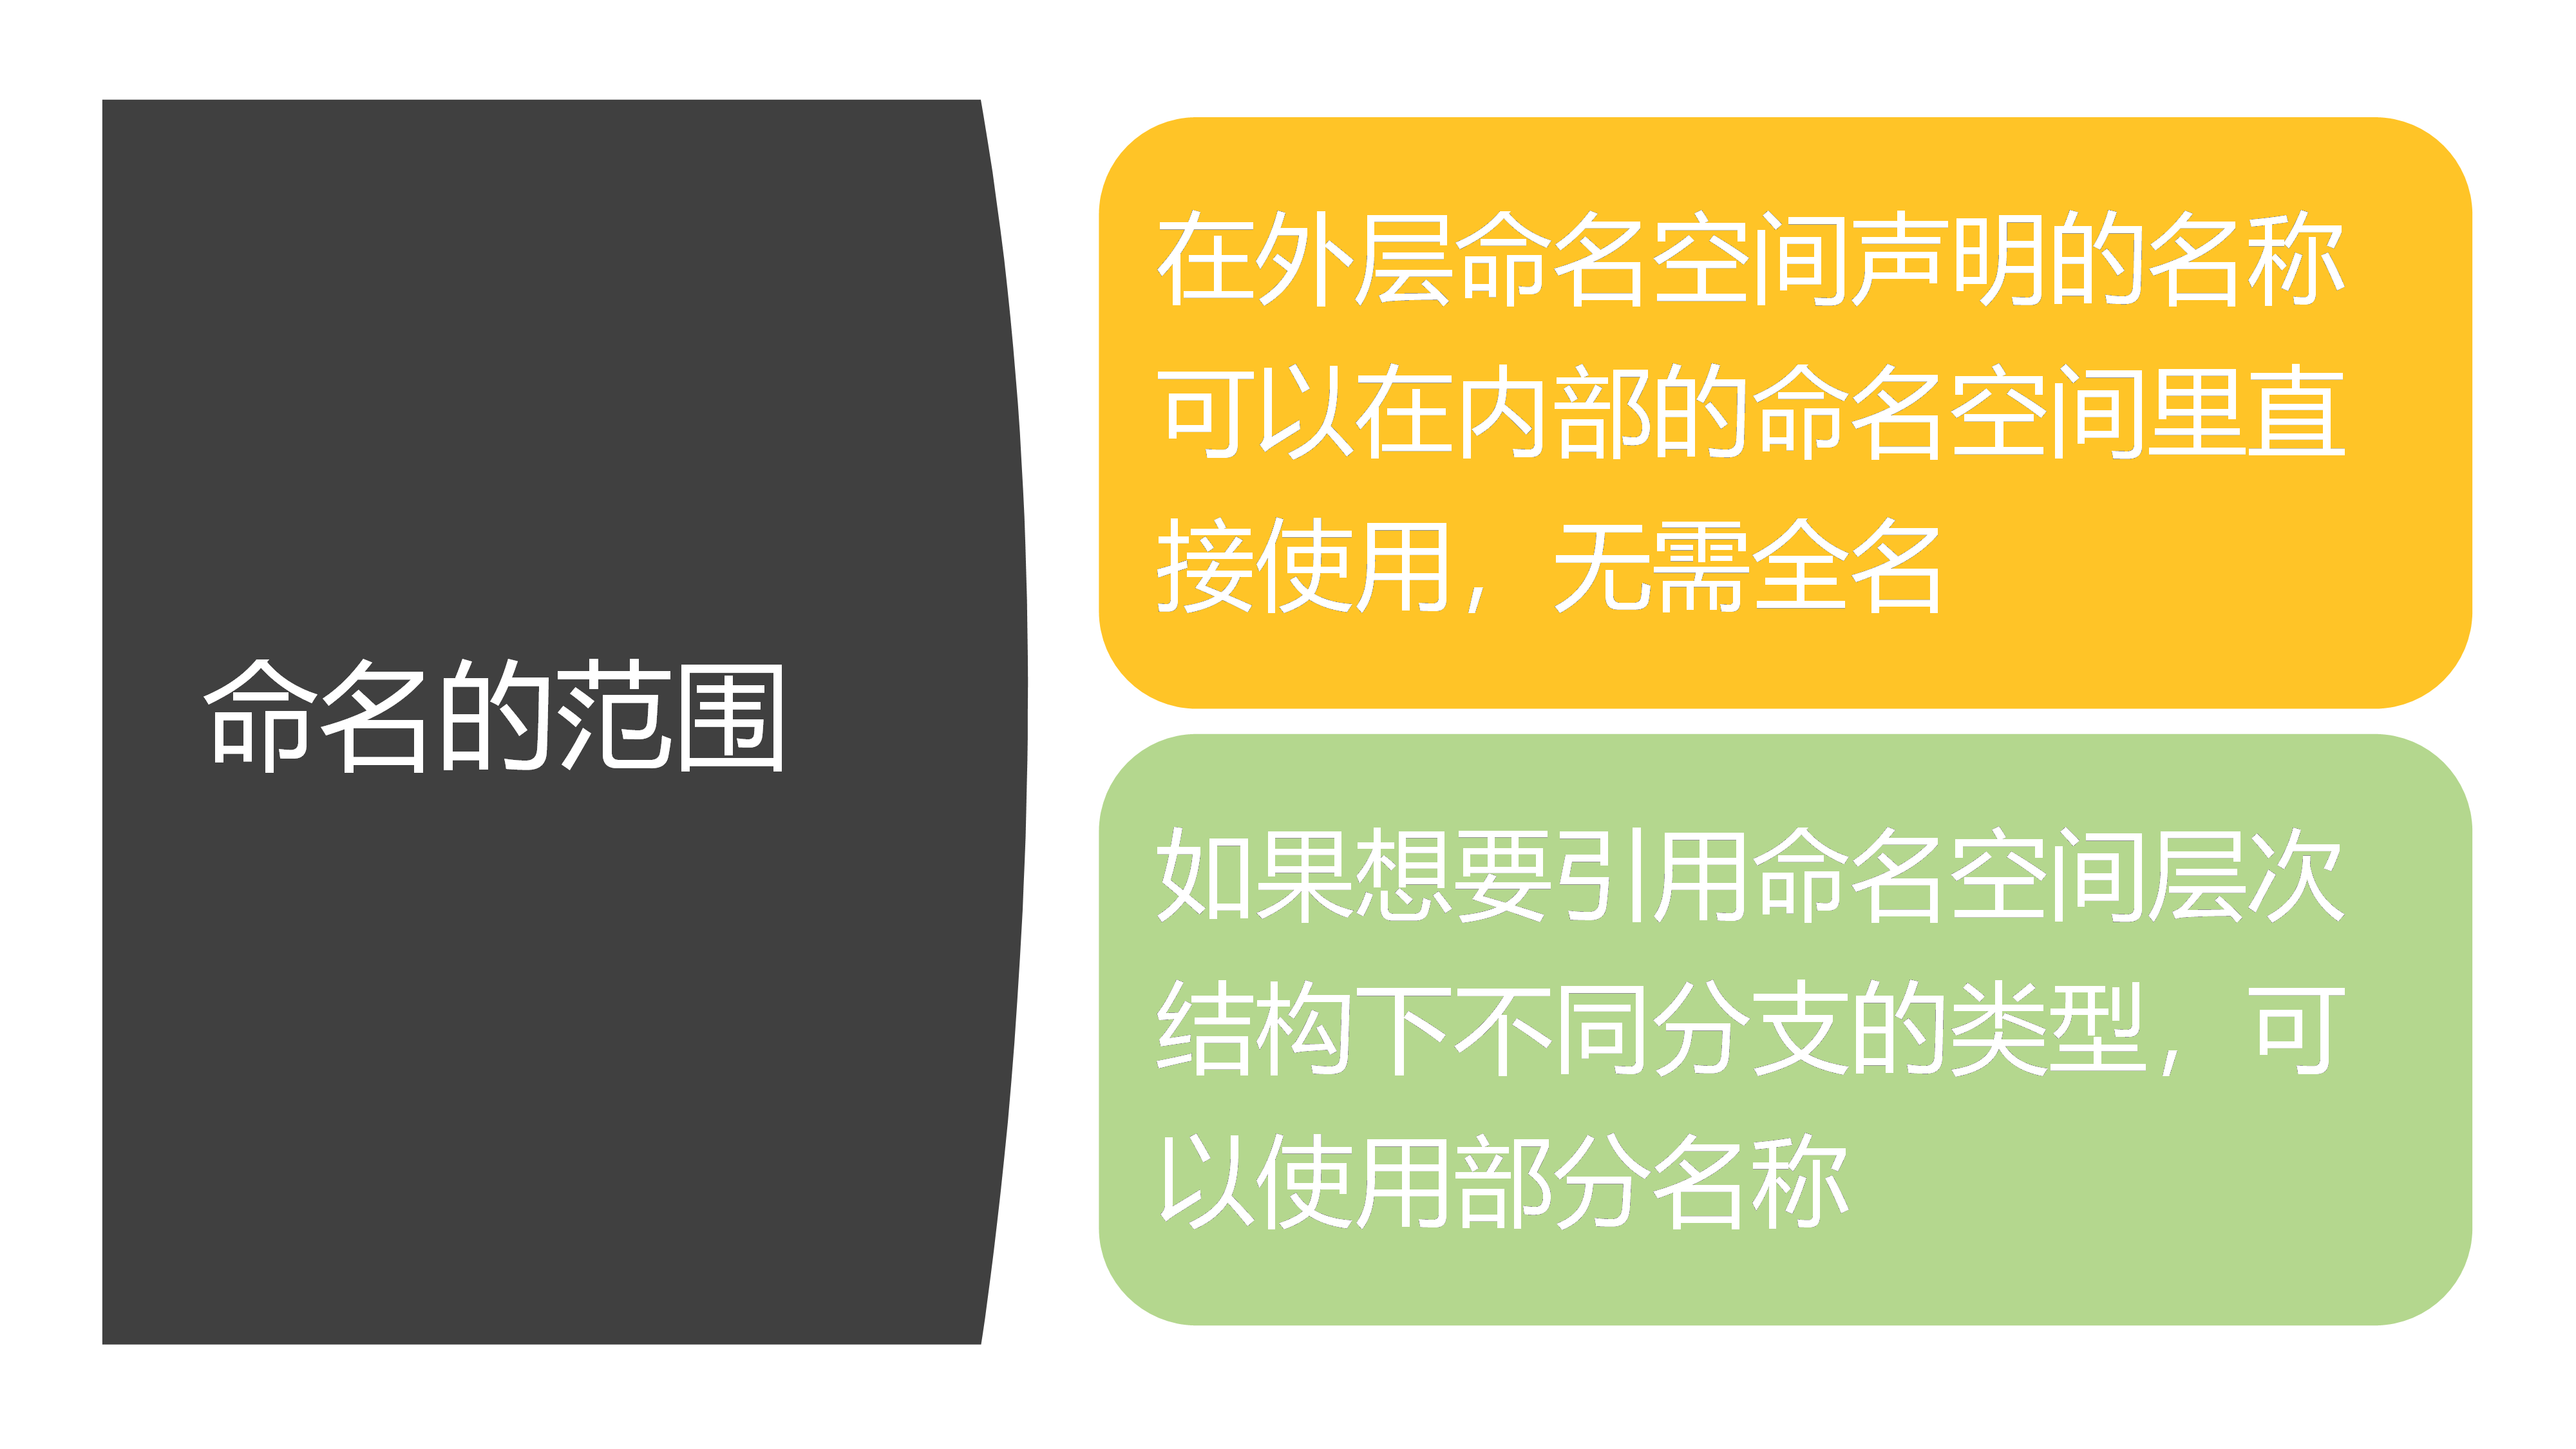 命名的范围
在外层命名空间声明的名称
可以在内部的命名空间里直
接使用，无需全名
如果想要引用命名空间层次
结构下不同分支的类型，可
以使用部分名称